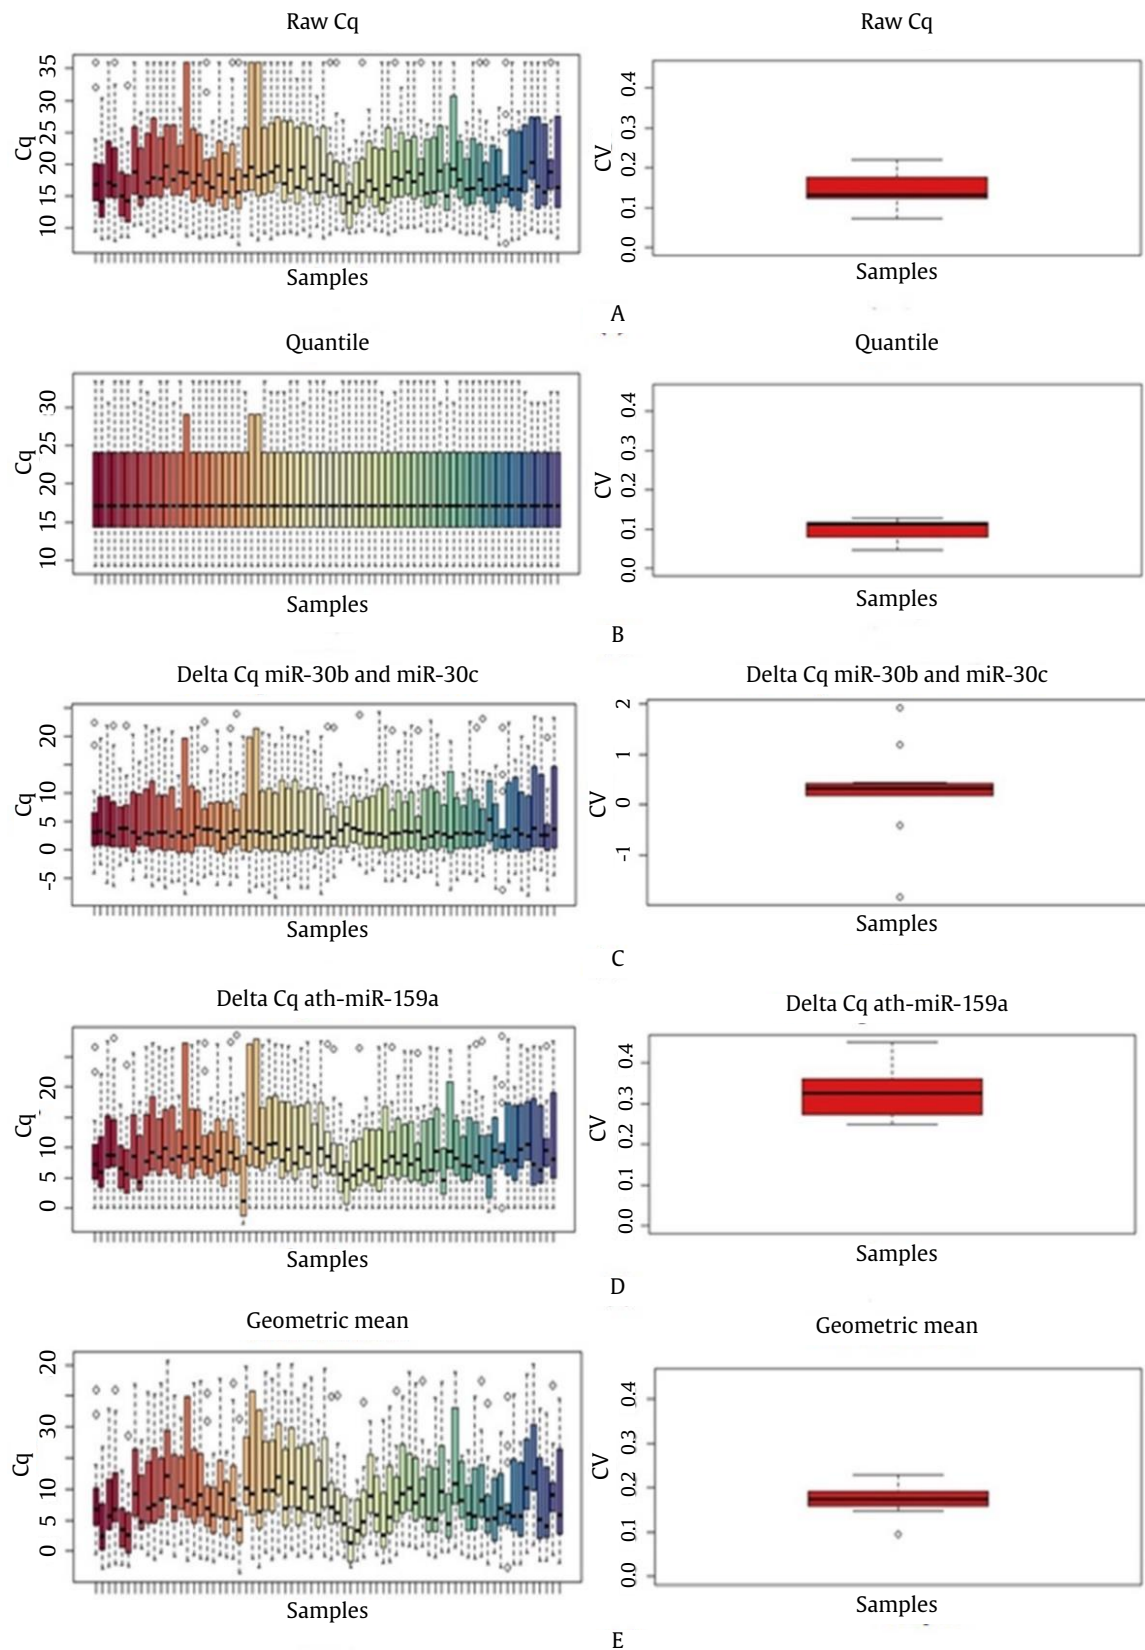 Raw Cq
Raw Cq
Cq
10 15 20 25 30 35
Samples
CV
0.0 0.1 0.2 0.3 0.4
Samples
A
Quantile
Quantile
Cq
10 15 20 25 30
Samples
CV
0.0 0.1 0.2 0.3 0.4
Samples
B
Delta Cq miR-30b and miR-30c
Delta Cq miR-30b and miR-30c
Cq
-5 0 5 10 20
Samples
CV
-1 0 1 2
Samples
C
Delta Cq ath-miR-159a
Delta Cq ath-miR-159a
Cq
0 5 10 20
Samples
CV
0.0 0.1 0.2 0.3 0.4
Samples
D
Geometric mean
Geometric mean
Cq
0 5 10 30 20
Samples
CV
0.0 0.1 0.2 0.3 0.4
Samples
E